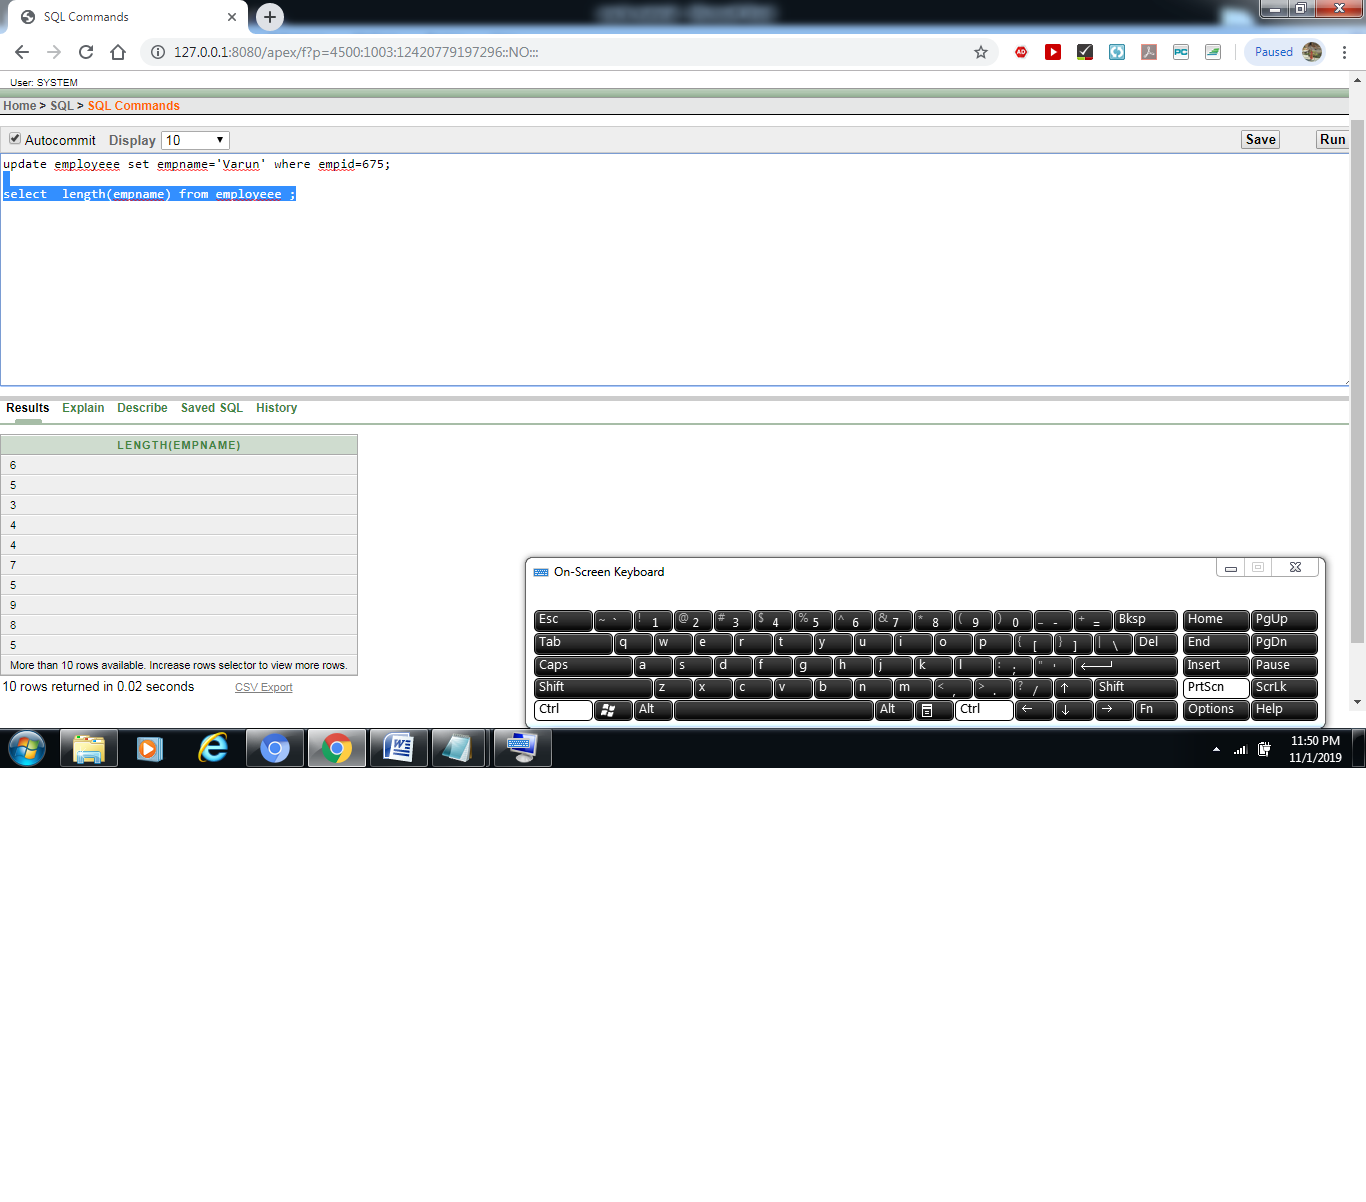 SQL Commands
127.0.0.1:8080/apex/f?p=4500:1003:12420779197296::NO:::
Paused
User: SYSTEM
Home > SQL > SQL Commands
Autocommit Display 10 Save Run
update employeee set empname='Varun' where empid=675;
select  length(empname) from employeee ;
Results Explain Describe Saved SQL History
LENGTH(EMPNAME)
6
5
3
4
4
7
5
9
8
5
More than 10 rows available. Increase rows selector to view more rows.
10 rows returned in 0.02 seconds CSV Export
On-Screen Keyboard
Esc ~ ` ! 1 @ 2 # 3 $ 4 % 5 ^ 6 & 7 * 8 ( 9 ) 0 _ - + = Bksp Home PgUp
Tab q w e r t y u i o p { [ } ] | \ Del End PgDn
Caps a s d f g h j k l : ; " ' Insert Pause
Shift z x c v b n m < , > . ? / ↑ Shift PrtScn ScrLk
Ctrl Alt Alt Ctrl ← ↓ → Fn Options Help
11:50 PM
11/1/2019